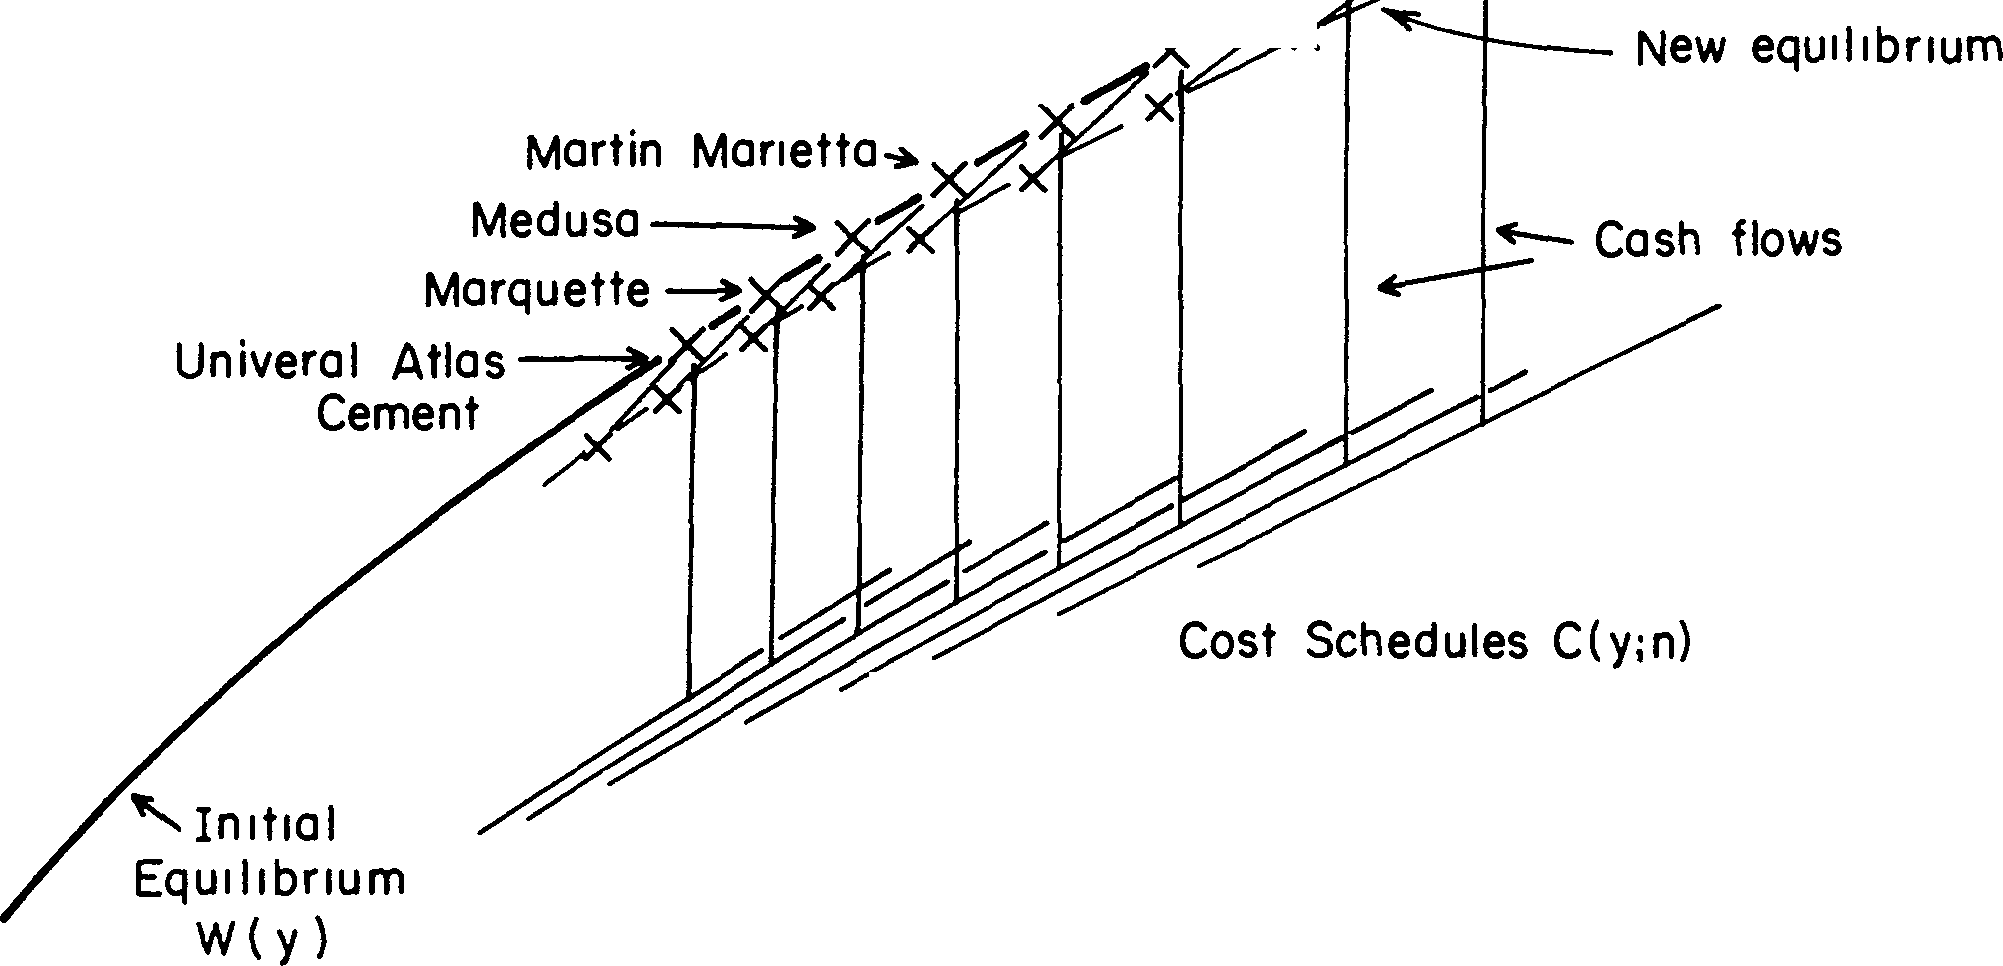 New equilibrium
Martin Marietta
Medusa
Cash flows
Marquette
Univeral Atlas
Cement
Cost Schedules C(y;n)
Initial
Equilibrium
W(y)